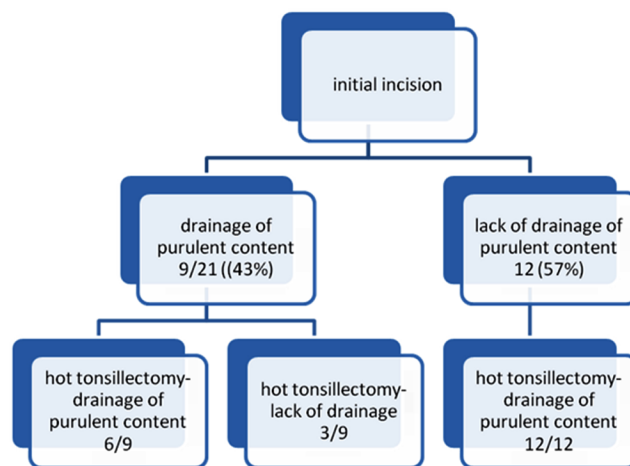 initial incision
drainage of
purulent content
9/21 ((43%)
lack of drainage of
purulent content
12 (57%)
hot tonsillectomy-
drainage of
purulent content
6/9
hot tonsillectomy-
lack of drainage
3/9
hot tonsillectomy-
drainage of
purulent content
12/12